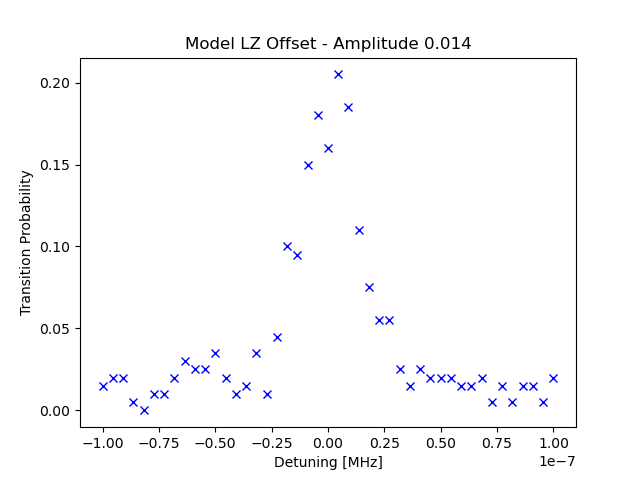 Model LZ Offset - Amplitude 0.014
Transition Probability
0.20
0.15
0.10
0.05
0.00
−1.00 −0.75 −0.50 −0.25 0.00 0.25 0.50 0.75 1.00
Detuning [MHz]
1e−7